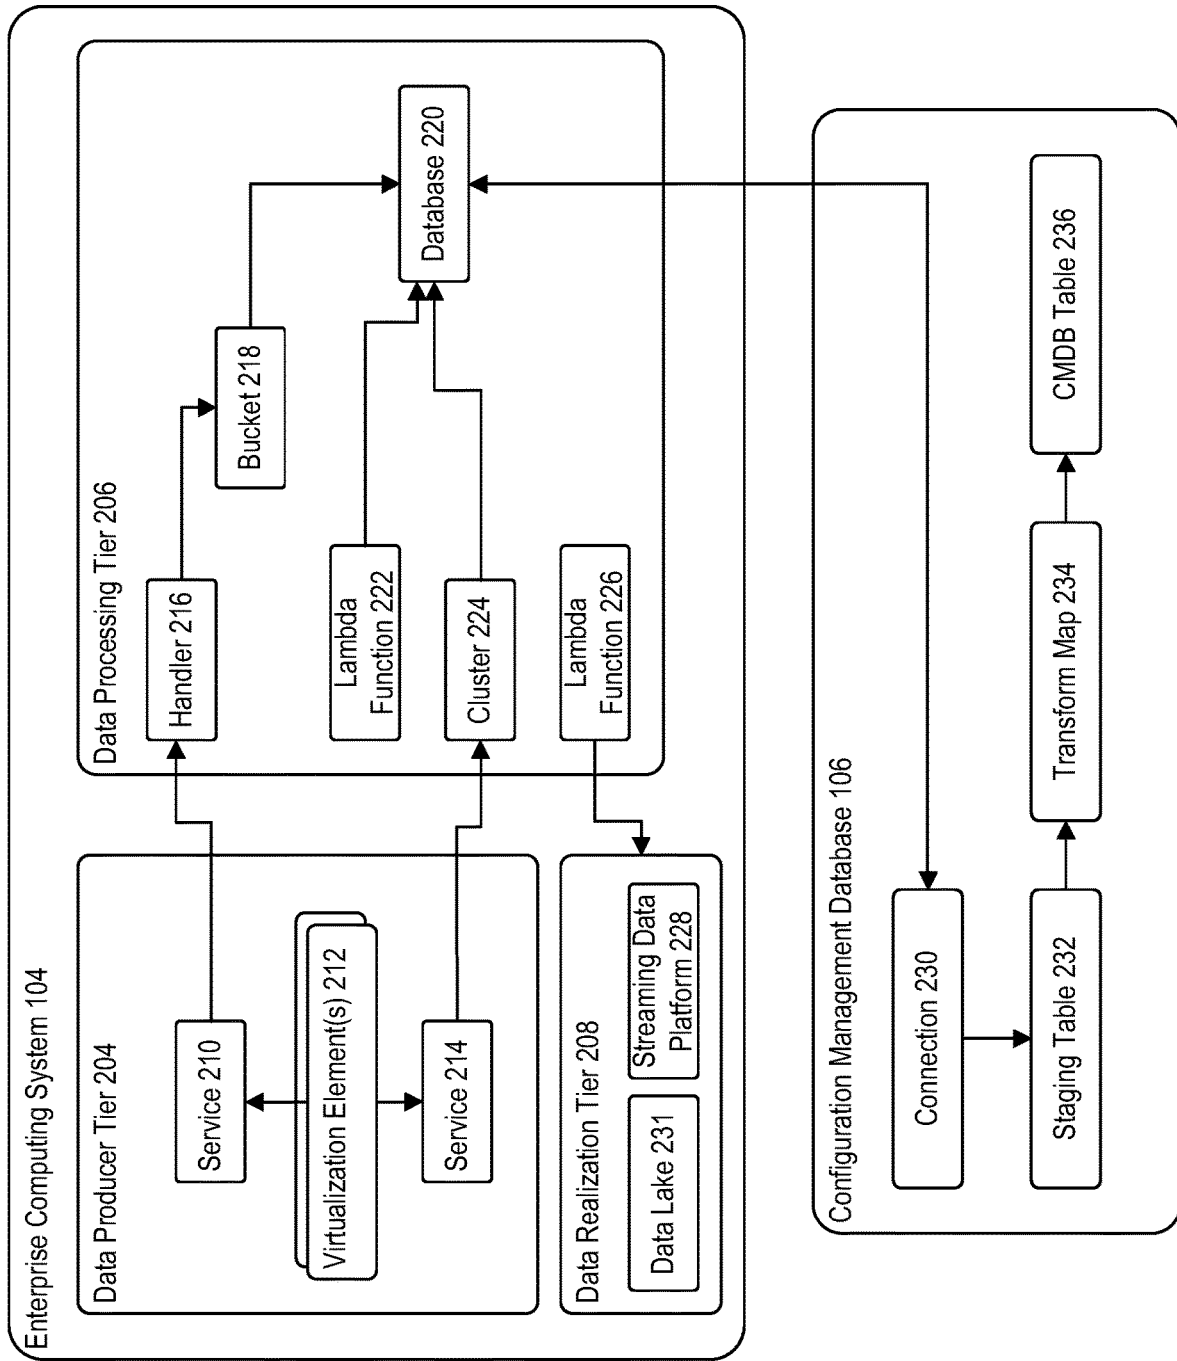 Enterprise Computing System 104
Data Producer Tier 204
Service 210
Virtualization Element(s) 212
Service 214
Data Processing Tier 206
Handler 216
Bucket 218
Database 220
Lambda
Function 222
Cluster 224
Lambda
Function 226
Data Realization Tier 208
Data Lake 231
Streaming Data
Platform 228
Configuration Management Database 106
Connection 230
Staging Table 232
Transform Map 234
CMDB Table 236